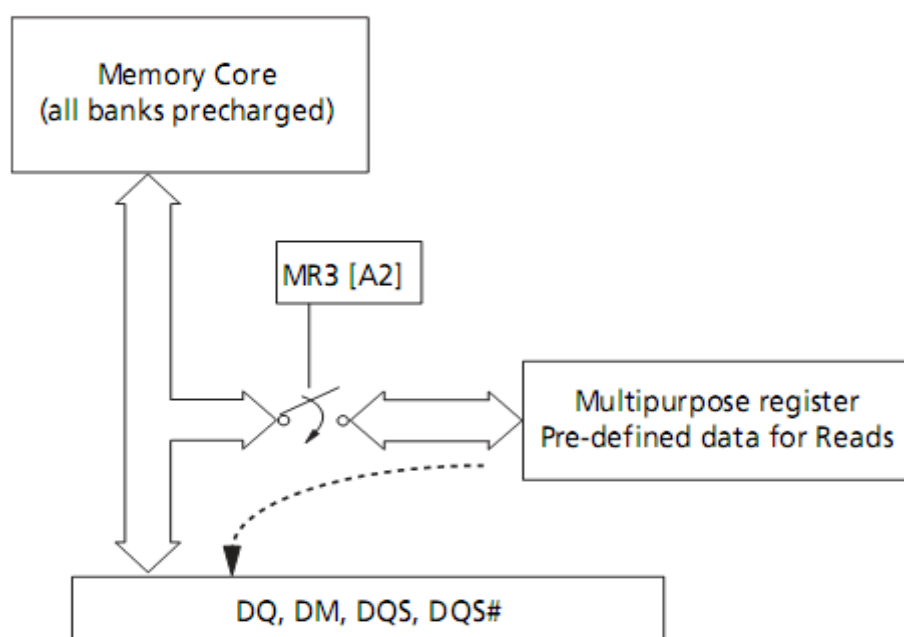 Memory Core
(all banks precharged)
MR3 [A2]
Multipurpose register
Pre-defined data for Reads
DQ, DM, DQS, DQS#